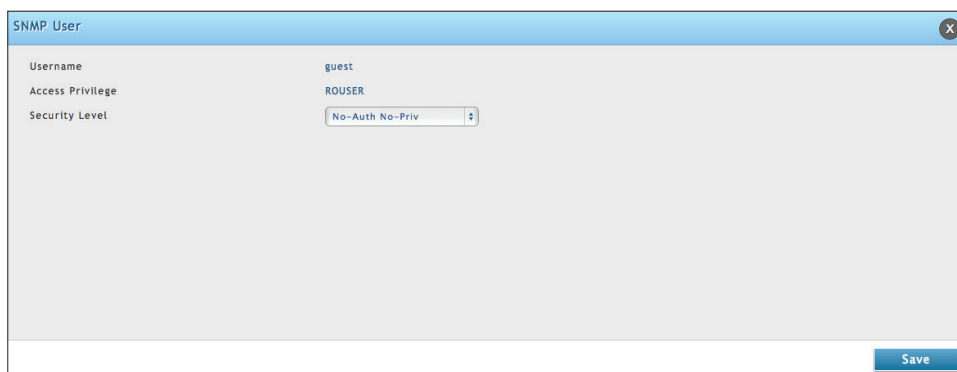 SNMP User
X
Username guest
Access Privilege ROUSER
Security Level No-Auth No-Priv
Save